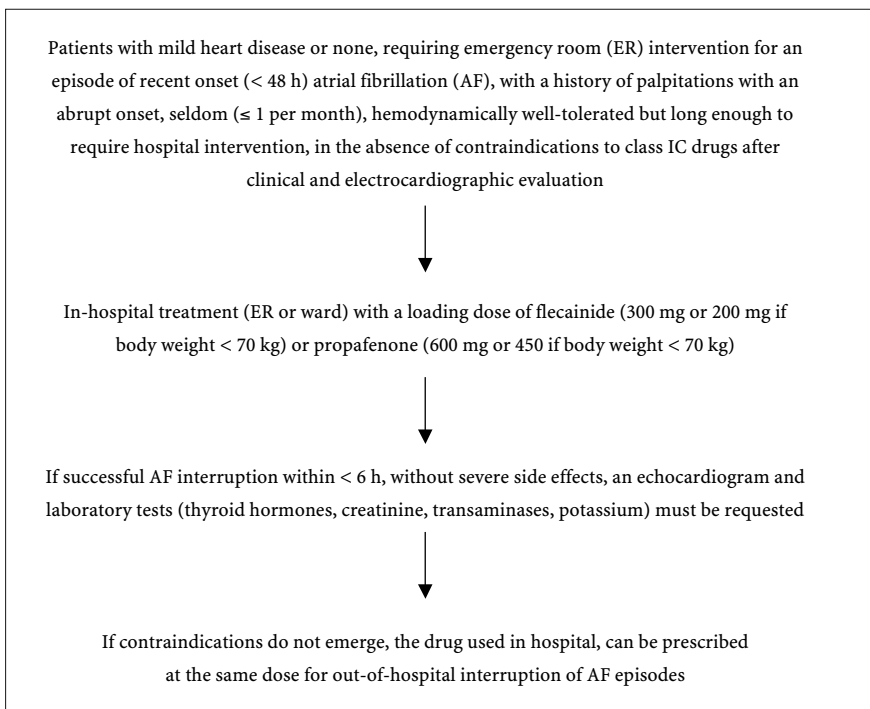 Patients with mild heart disease or none, requiring emergency room (ER) intervention for an
episode of recent onset (< 48 h) atrial fibrillation (AF), with a history of palpitations with an
abrupt onset, seldom (≤ 1 per month), hemodynamically well-tolerated but long enough to
require hospital intervention, in the absence of contraindications to class IC drugs after
clinical and electrocardiographic evaluation
In-hospital treatment (ER or ward) with a loading dose of flecainide (300 mg or 200 mg if
body weight < 70 kg) or propafenone (600 mg or 450 if body weight < 70 kg)
If successful AF interruption within < 6 h, without severe side effects, an echocardiogram and
laboratory tests (thyroid hormones, creatinine, transaminases, potassium) must be requested
If contraindications do not emerge, the drug used in hospital, can be prescribed
at the same dose for out-of-hospital interruption of AF episodes